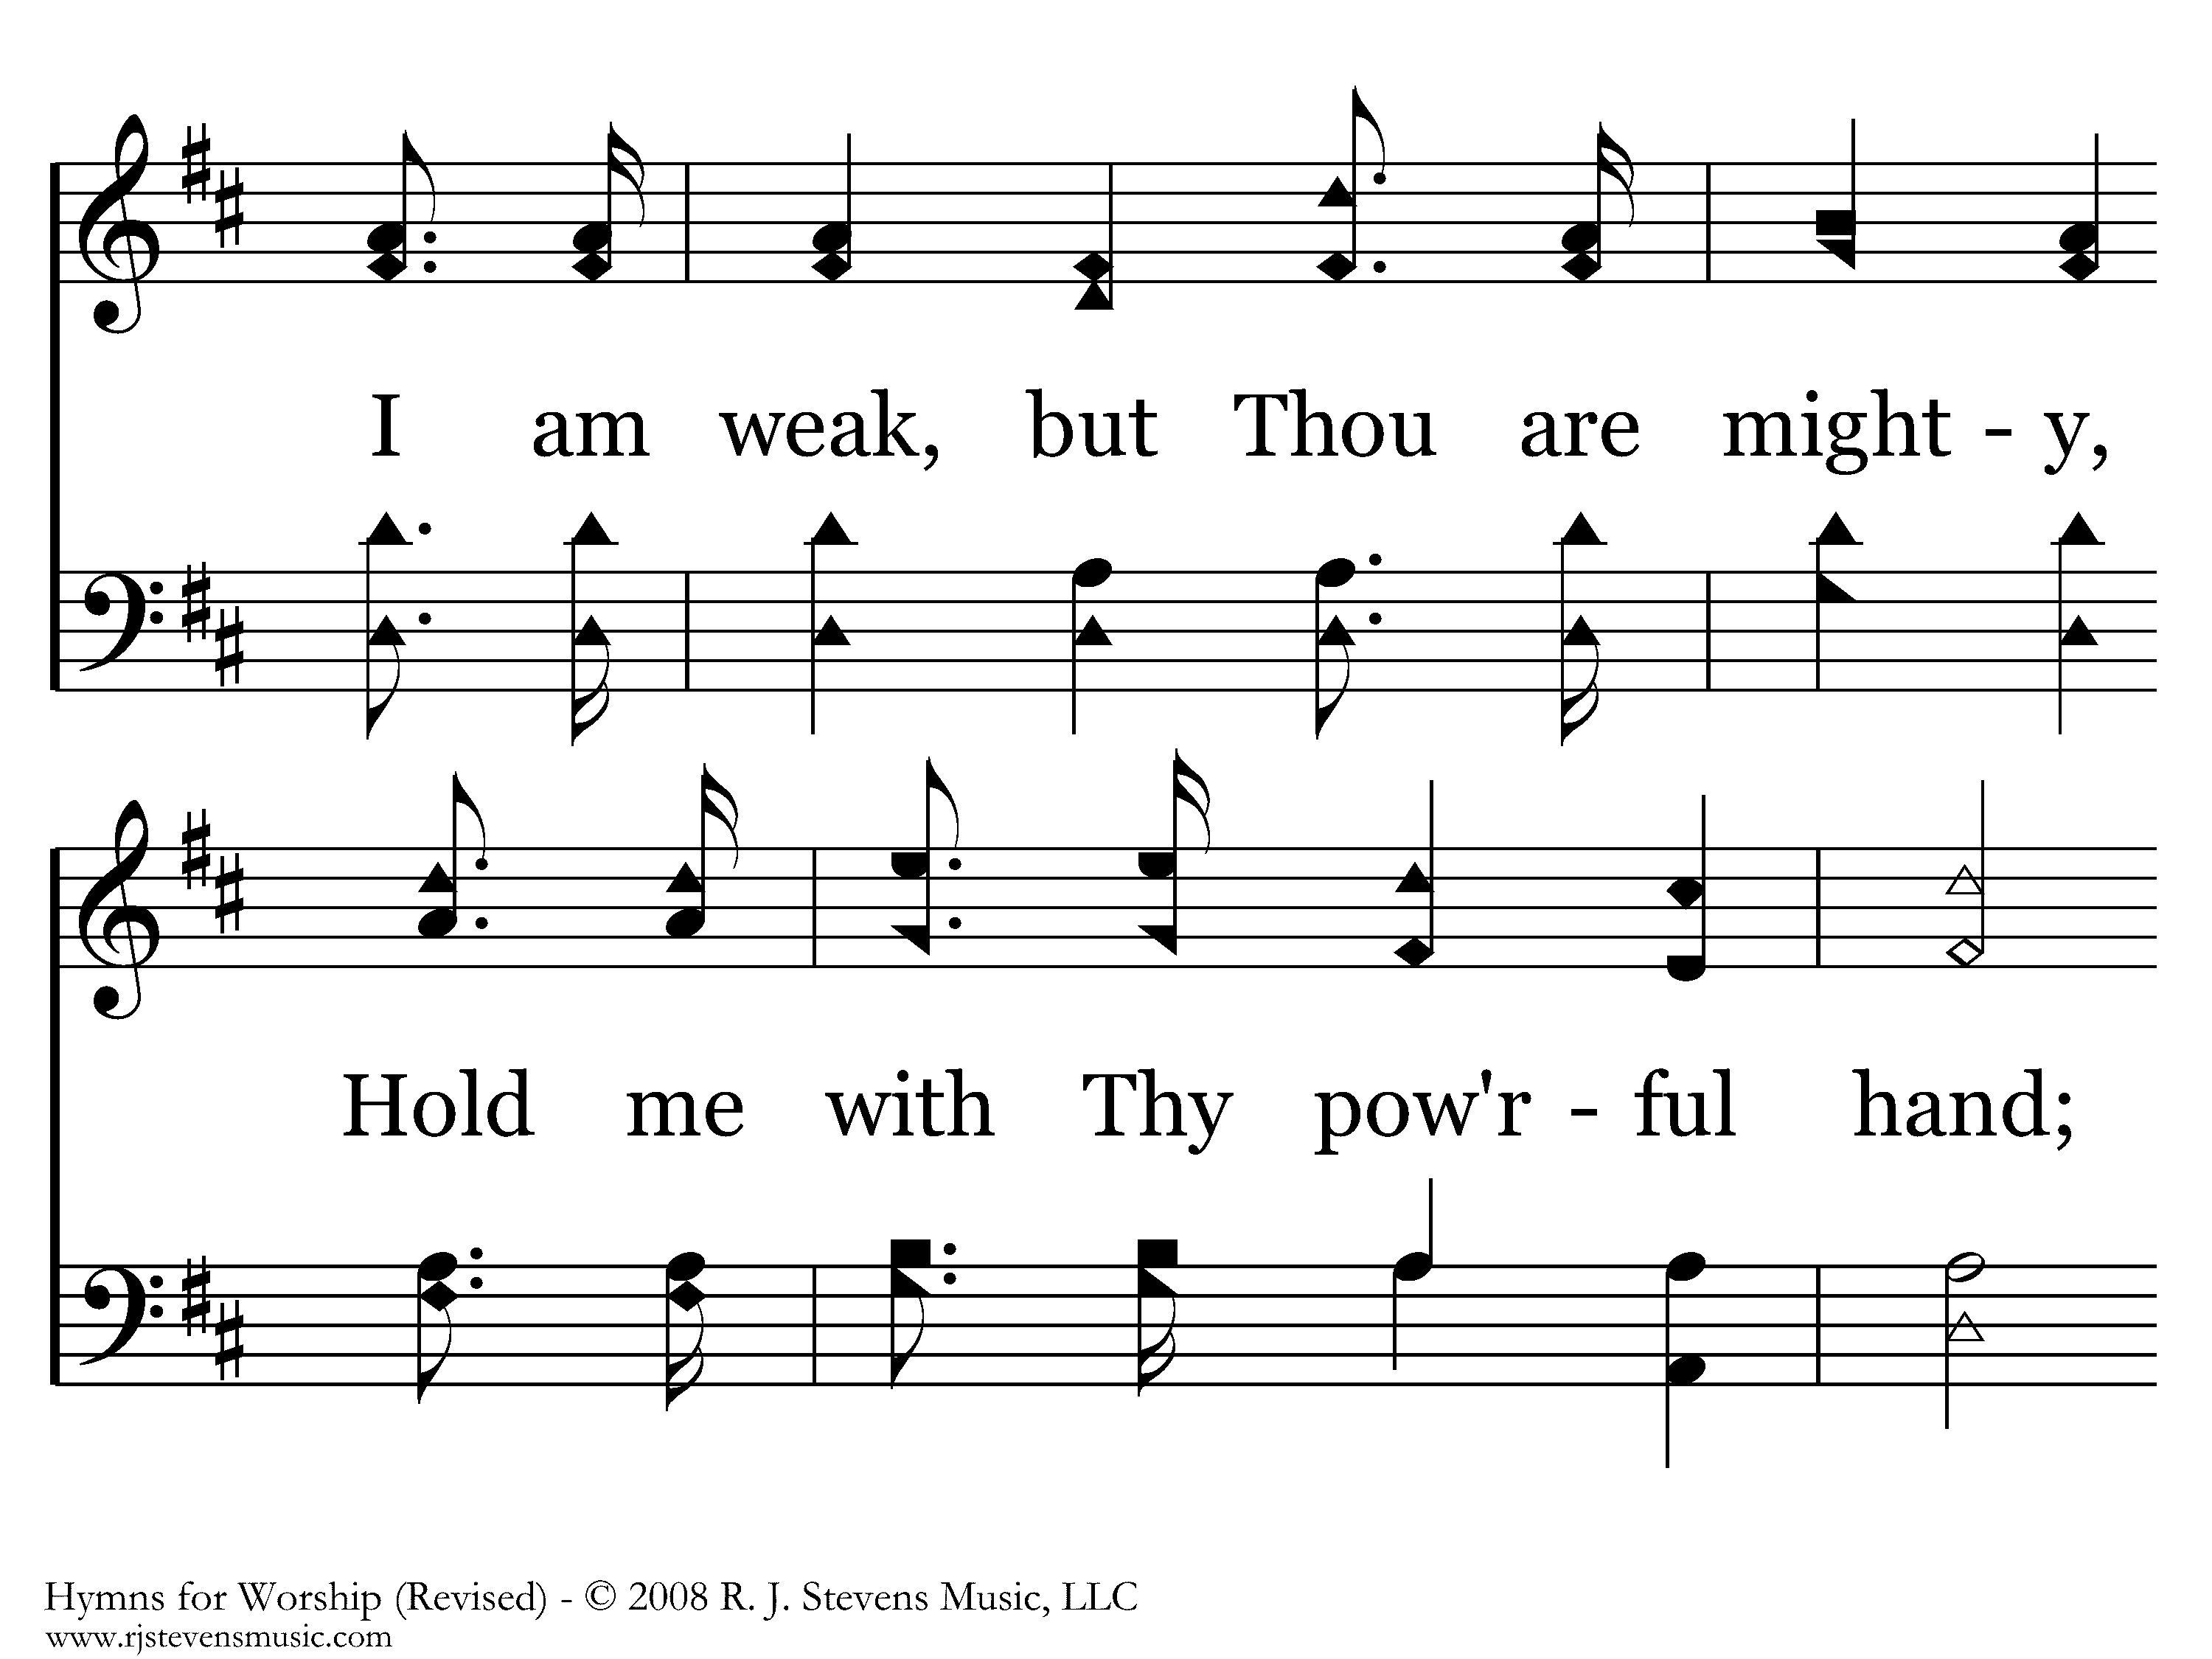 I am weak, but Thou are might - y,
Hold me with Thy pow'r - ful hand;
Hymns for Worship (Revised) - © 2008 R. J. Stevens Music, LLC
www.rjstevensmusic.com